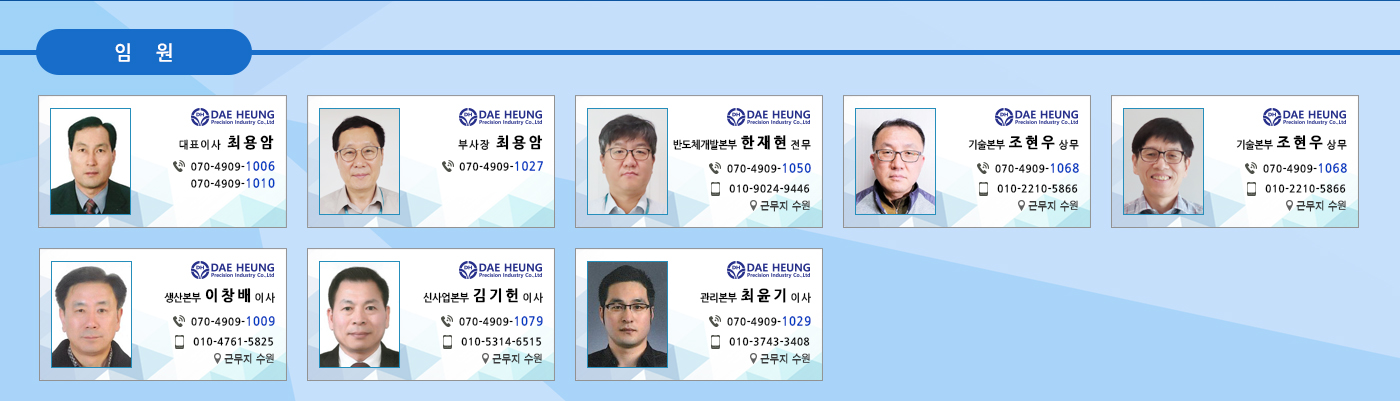 임 원
DAE HEUNG
Precision Industry Co.,Ltd
대표이사 최용암
070-4909-1006
070-4909-1010
DAE HEUNG
Precision Industry Co.,Ltd
부사장 최용암
070-4909-1027
DAE HEUNG
Precision Industry Co.,Ltd
반도체개발본부 한재현 전무
070-4909-1050
010-9024-9446
근무지 수원
DAE HEUNG
Precision Industry Co.,Ltd
기술본부 조현우 상무
070-4909-1068
010-2210-5866
근무지 수원
DAE HEUNG
Precision Industry Co.,Ltd
기술본부 조현우 상무
070-4909-1068
010-2210-5866
근무지 수원
DAE HEUNG
Precision Industry Co.,Ltd
생산본부 이창배 이사
070-4909-1009
010-4761-5825
근무지 수원
DAE HEUNG
Precision Industry Co.,Ltd
신사업본부 김기헌 이사
070-4909-1079
010-5314-6515
근무지 수원
DAE HEUNG
Precision Industry Co.,Ltd
관리본부 최윤기 이사
070-4909-1029
010-3743-3408
근무지 수원